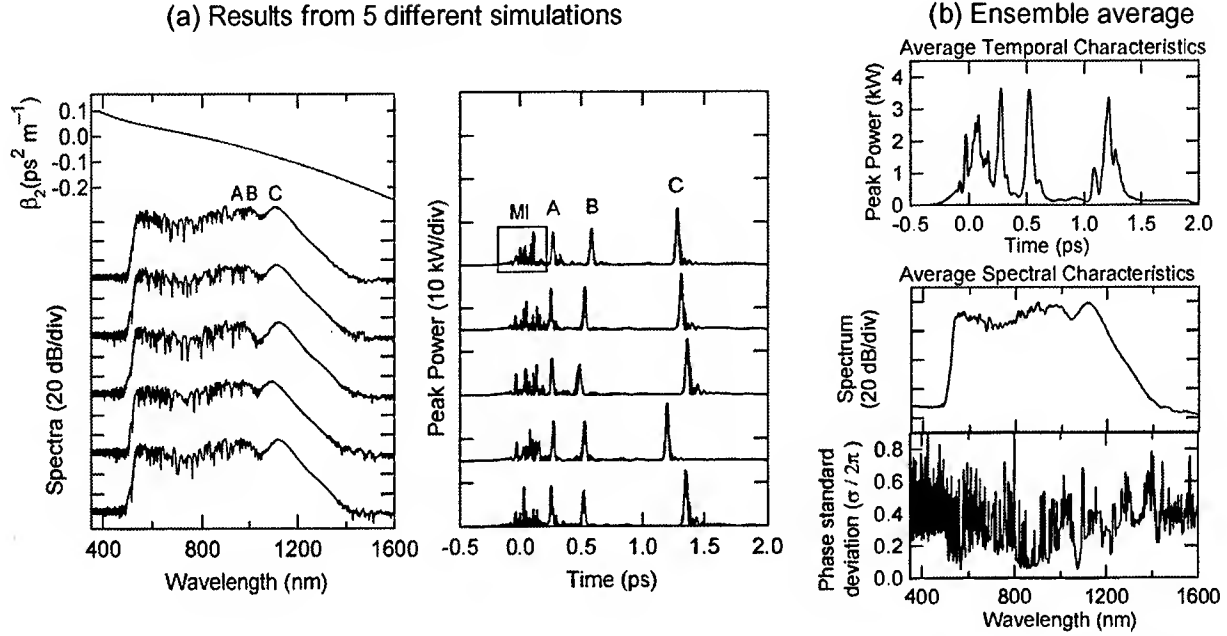 (a) Results from 5 different simulations
β₂(ps² m⁻¹)
0.1
0.0
-0.1
-0.2
A B C
Spectra (20 dB/div)
400 800 1200 1600
Wavelength (nm)
Peak Power (10 kW/div)
MI A B C
-0.5 0.0 0.5 1.0 1.5 2.0
Time (ps)
(b) Ensemble average
Average Temporal Characteristics
Peak Power (kW)
4
3
2
1
0
-0.5 0.0 0.5 1.0 1.5 2.0
Time (ps)
Average Spectral Characteristics
Spectrum
(20 dB/div)
Phase standard
deviation (σ / 2π)
0.8
0.6
0.4
0.2
0.0
400 800 1200 1600
Wavelength (nm)